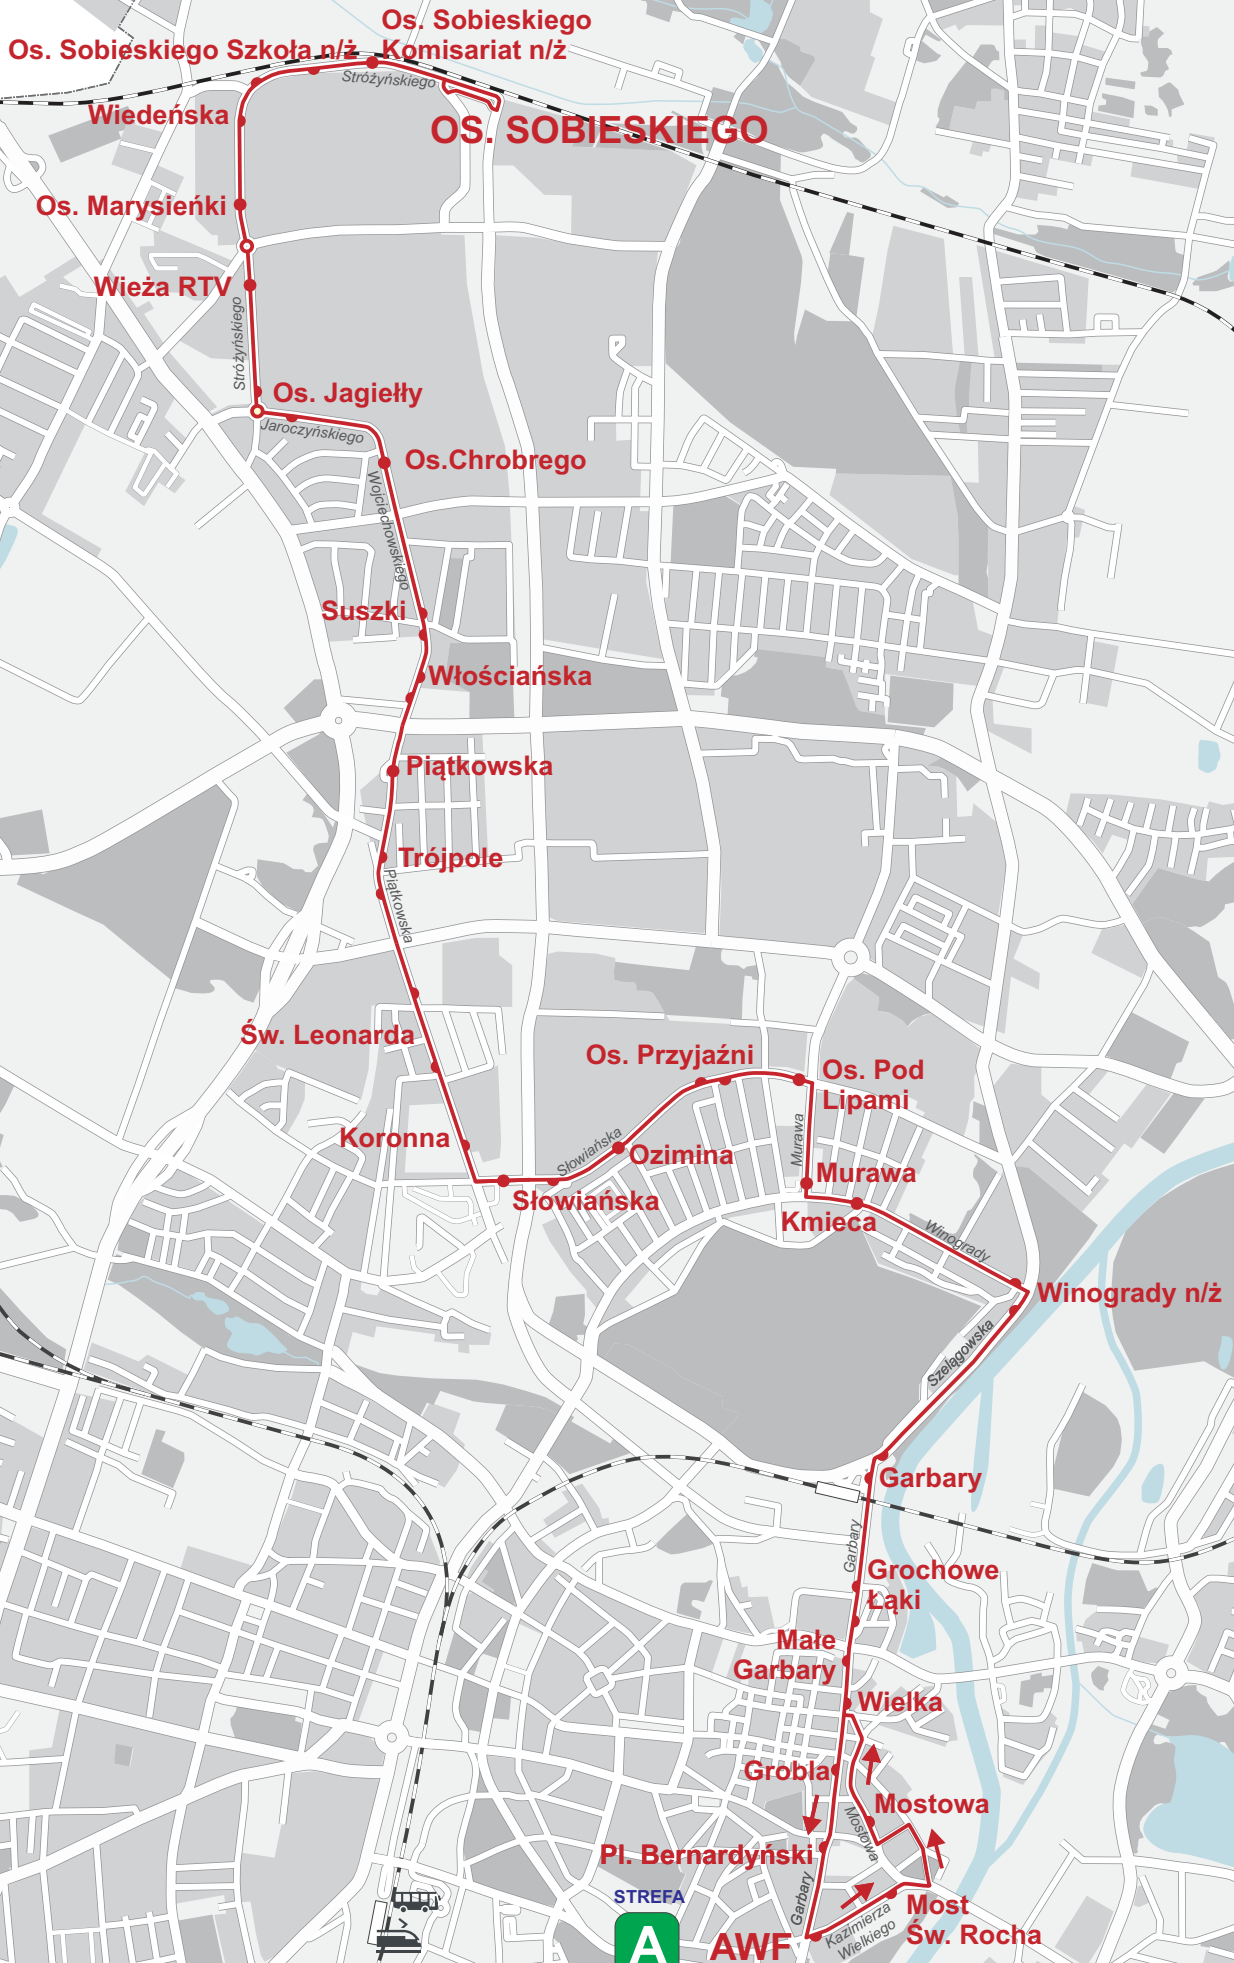 Os. Sobieskiego
Komisariat n/ż
Os. Sobieskiego Szkoła n/ż
Stróżyńskiego
Wiedeńska
OS. SOBIESKIEGO
Os. Marysieńki
Wieża RTV
Stróżyńskiego
Os. Jagiełły
Jaroczyńskiego
Os.Chrobrego
Wojciechowskiego
Suszki
Włościańska
Piątkowska
Trójpole
Piątkowska
Św. Leonarda
Os. Przyjaźni
Os. Pod
Lipami
Koronna
Słowiańska
Ozimina
Murawa
Murawa
Słowiańska
Kmieca
Winogrady
Winogrady n/ż
Szelągowska
Garbary
Garbary
Grochowe
Łąki
Małe
Garbary
Wielka
Grobla
Mostowa
Mostowa
Pl. Bernardyński
STREFA
A
Garbary
AWF
Kazimierza
Wielkiego
Most
Św. Rocha